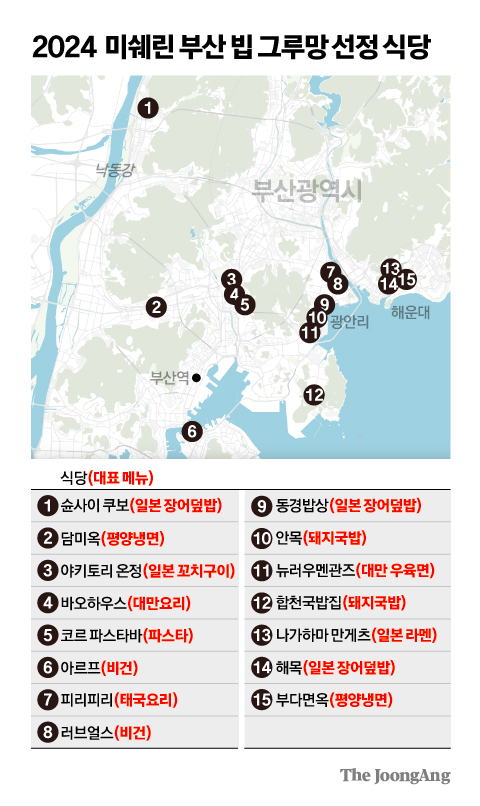 2024 미쉐린 부산 빕 그루망 선정 식당
1
낙동강
부산광역시
3
4
5
2
7
8
13
14
15
9
10
11
광안리
해운대
부산역
12
6
식당(대표 메뉴)
1 슌사이 쿠보(일본 장어덮밥)
2 담미옥(평양냉면)
3 야키토리 온정(일본 꼬치구이)
4 바오하우스(대만요리)
5 코르 파스타바(파스타)
6 아르프(비건)
7 피리피리(태국요리)
8 러브얼스(비건)
9 동경밥상(일본 장어덮밥)
10 안목(돼지국밥)
11 뉴러우멘관즈(대만 우육면)
12 합천국밥집(돼지국밥)
13 나가하마 만게츠(일본 라멘)
14 해목(일본 장어덮밥)
15 부다면옥(평양냉면)
The JoongAng